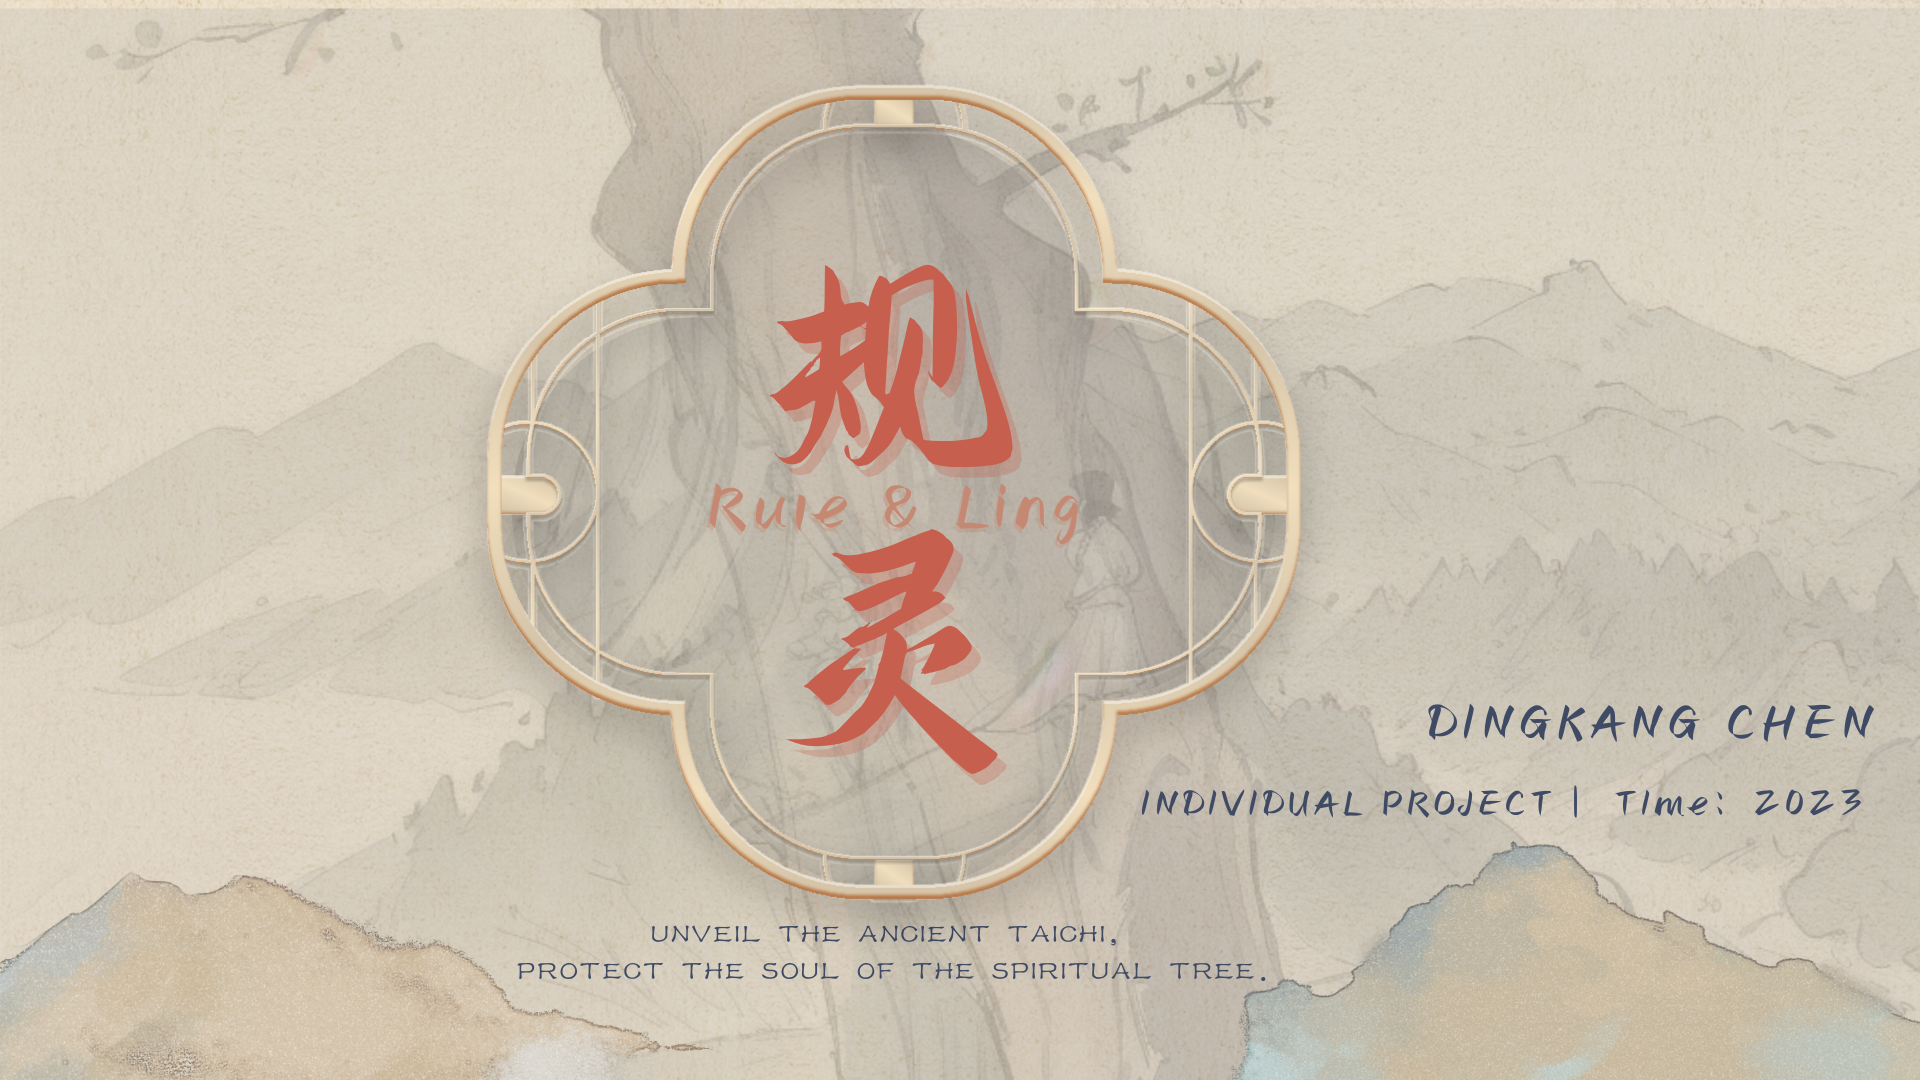 规
Rule & Ling
灵
DINGKANG CHEN
INDIVIDUAL PROJECT | TIme: 2023
UNVEIL THE ANCIENT TAICHI,
PROTECT THE SOUL OF THE SPIRITUAL TREE.